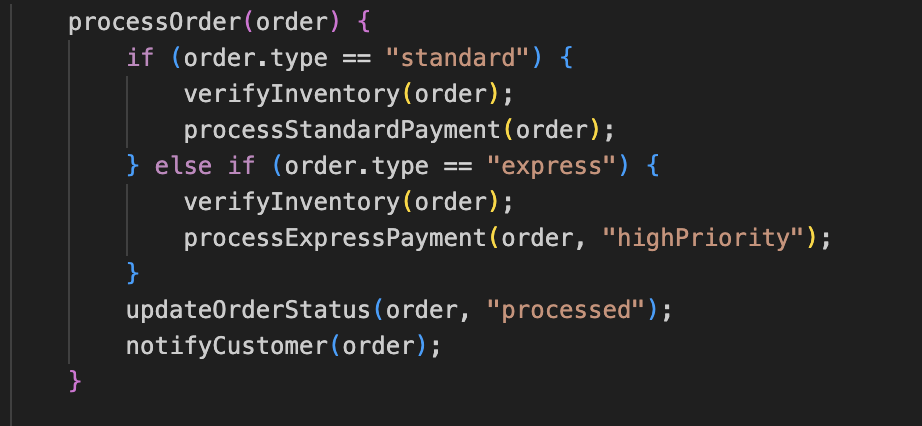 processOrder(order) {
if (order.type == "standard") {
verifyInventory(order);
processStandardPayment(order);
} else if (order.type == "express") {
verifyInventory(order);
processExpressPayment(order, "highPriority");
}
updateOrderStatus(order, "processed");
notifyCustomer(order);
}